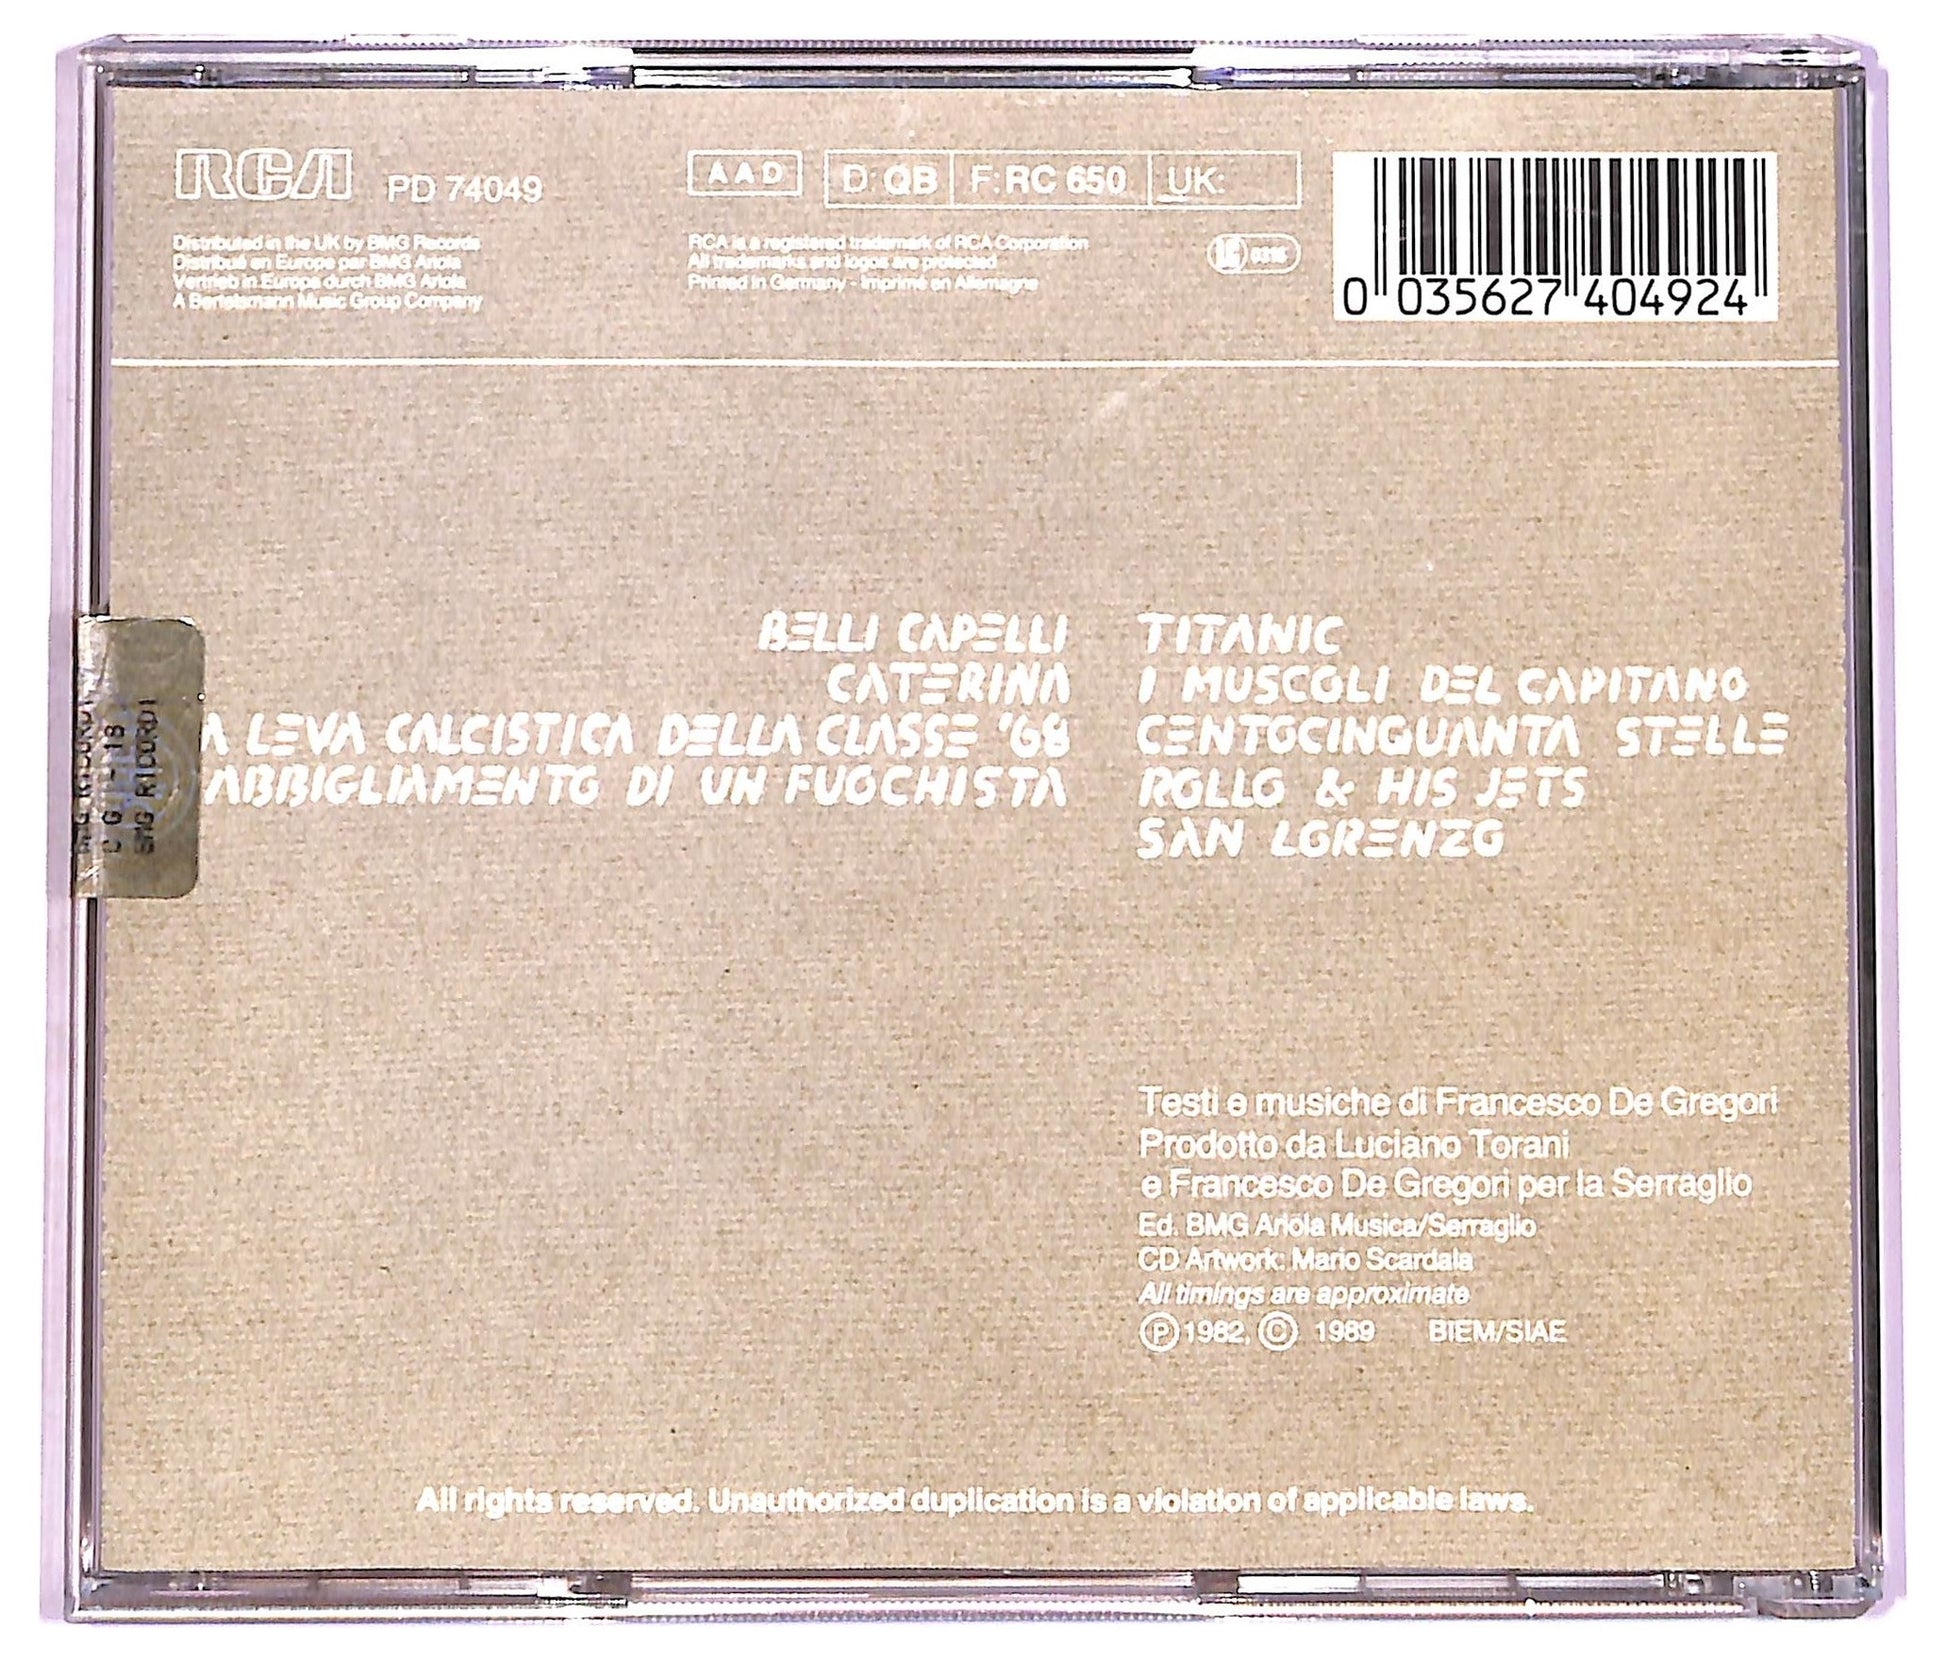 RCA PD 74049
AAD D: QB F: RC 650 UK:
Distributed in the UK by BMG Records
Distribué en Europe par BMG Ariola
Vertrieb in Europa durch BMG Ariola
A Bertelsmann Music Group Company
RCA is a registered trademark of RCA Corporation
All trademarks and logos are protected
Printed in Germany - Imprimé en Allemagne
LC 0316
0 035627 404924
BELLI CAPELLI
CATERINA
A LEVA CALCISTICA DELLA CLASSE '68
ABBIGLIAMENTO DI UN FUOCHISTA
TITANIC
I MUSCOLI DEL CAPITANO
CENTOCINQUANTA STELLE
ROLLO & HIS JETS
SAN LORENZO
BMG RICORDI
Testi e musiche di Francesco De Gregori
Prodotto da Luciano Torani
e Francesco De Gregori per la Serraglio
Ed. BMG Ariola Musica/Serraglio
CD Artwork: Mario Scardala
All timings are approximate
Ⓟ 1982, © 1989 BIEM/SIAE
All rights reserved. Unauthorized duplication is a violation of applicable laws.